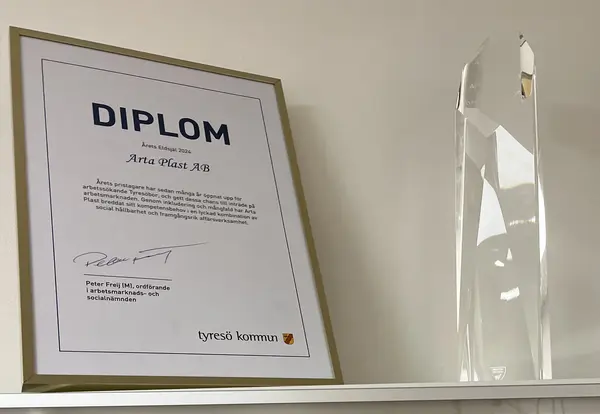 DIPLOM
Årets Eldsjäl 2024
Arta Plast AB
Årets pristagare har sedan många år öppnat upp för
arbetssökande Tyresöbor, och gett dessa chans till inträde på
arbetsmarknaden. Genom inkludering och mångfald har Arta
Plast breddat sitt kompetensbehov i en lyckad kombination av
social hållbarhet och framgångsrik affärsverksamhet.
Peter Freij (M), ordförande
i arbetsmarknads- och
socialnämnden
tyresö kommun